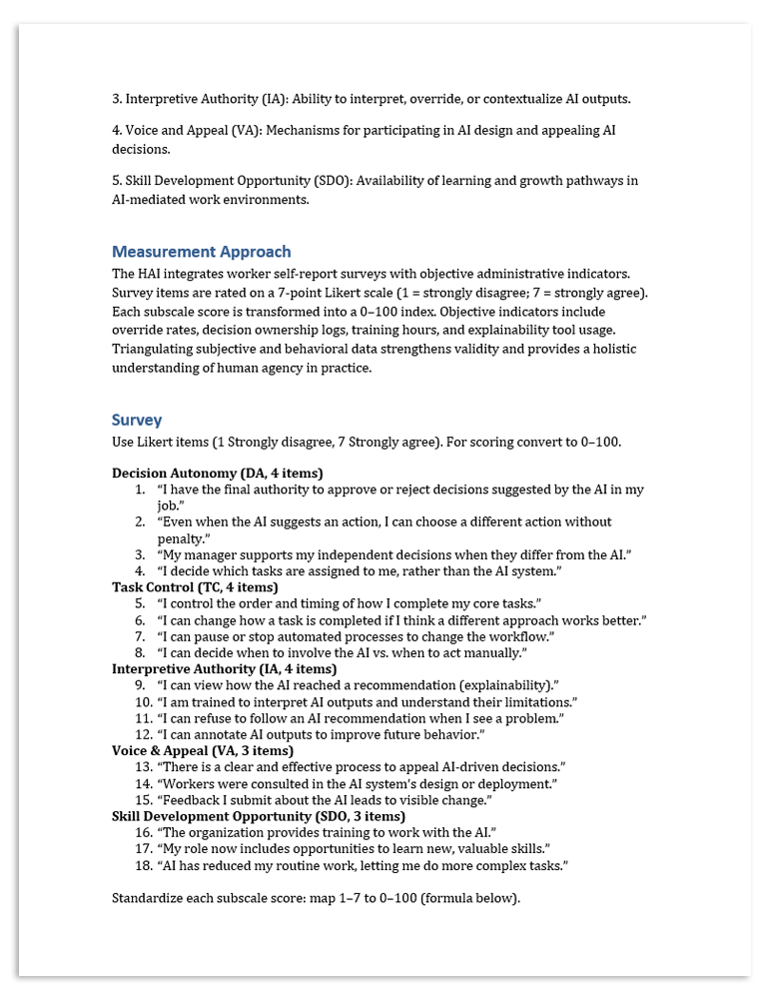 3. Interpretive Authority (IA): Ability to interpret, override, or contextualize AI outputs.
4. Voice and Appeal (VA): Mechanisms for participating in AI design and appealing AI
decisions.
5. Skill Development Opportunity (SDO): Availability of learning and growth pathways in
AI-mediated work environments.
Measurement Approach
The HAI integrates worker self-report surveys with objective administrative indicators.
Survey items are rated on a 7-point Likert scale (1 = strongly disagree; 7 = strongly agree).
Each subscale score is transformed into a 0–100 index. Objective indicators include
override rates, decision ownership logs, training hours, and explainability tool usage.
Triangulating subjective and behavioral data strengthens validity and provides a holistic
understanding of human agency in practice.
Survey
Use Likert items (1 Strongly disagree, 7 Strongly agree). For scoring convert to 0–100.
Decision Autonomy (DA, 4 items)
1. “I have the final authority to approve or reject decisions suggested by the AI in my
job.”
2. “Even when the AI suggests an action, I can choose a different action without
penalty.”
3. “My manager supports my independent decisions when they differ from the AI.”
4. “I decide which tasks are assigned to me, rather than the AI system.”
Task Control (TC, 4 items)
5. “I control the order and timing of how I complete my core tasks.”
6. “I can change how a task is completed if I think a different approach works better.”
7. “I can pause or stop automated processes to change the workflow.”
8. “I can decide when to involve the AI vs. when to act manually.”
Interpretive Authority (IA, 4 items)
9. “I can view how the AI reached a recommendation (explainability).”
10. “I am trained to interpret AI outputs and understand their limitations.”
11. “I can refuse to follow an AI recommendation when I see a problem.”
12. “I can annotate AI outputs to improve future behavior.”
Voice & Appeal (VA, 3 items)
13. “There is a clear and effective process to appeal AI-driven decisions.”
14. “Workers were consulted in the AI system’s design or deployment.”
15. “Feedback I submit about the AI leads to visible change.”
Skill Development Opportunity (SDO, 3 items)
16. “The organization provides training to work with the AI.”
17. “My role now includes opportunities to learn new, valuable skills.”
18. “AI has reduced my routine work, letting me do more complex tasks.”
Standardize each subscale score: map 1–7 to 0–100 (formula below).